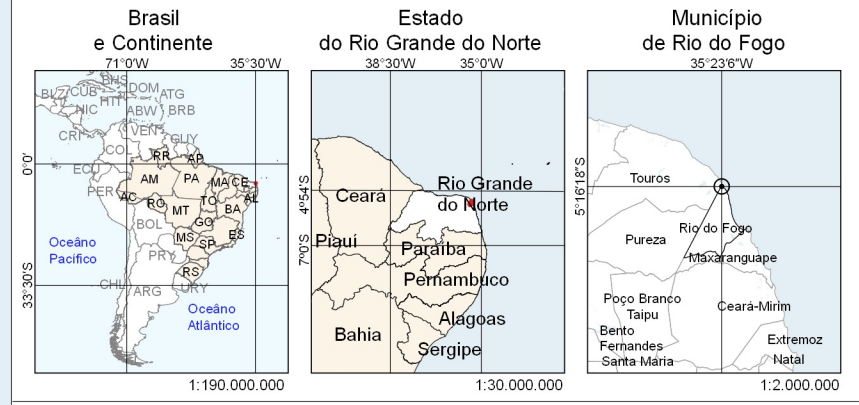 Brasil
e Continente
71°0'W
35°30'W
0°0'
33°30'S
BHS
BLZ
CUB
DOM
ATG
HTI
NIC
ABW
BRB
CRI
VEN
GUY
COL
ECU
PER
BOL
PRY
CHL
ARG
URY
RR
AP
AM
PA
MA
CE
AC
RO
TO
AL
MT
BA
GO
MS
ES
SP
RS
Oceâno
Pacífico
Oceâno
Atlântico
1:190.000.000
Estado
do Rio Grande do Norte
38°30'S
35°0'W
4°54'S
7°0'S
Ceará
Rio Grande
do Norte
Piauí
Paraíba
Pernambuco
Alagoas
Bahia
Sergipe
1:30.000.000
Município
de Rio do Fogo
35°23'6"W
5°16'18"S
Touros
Rio do Fogo
Pureza
Maxaranguape
Poço Branco
Taipu
Ceará-Mirim
Bento
Fernandes
Extremoz
Santa Maria
Natal
1:2.000.000